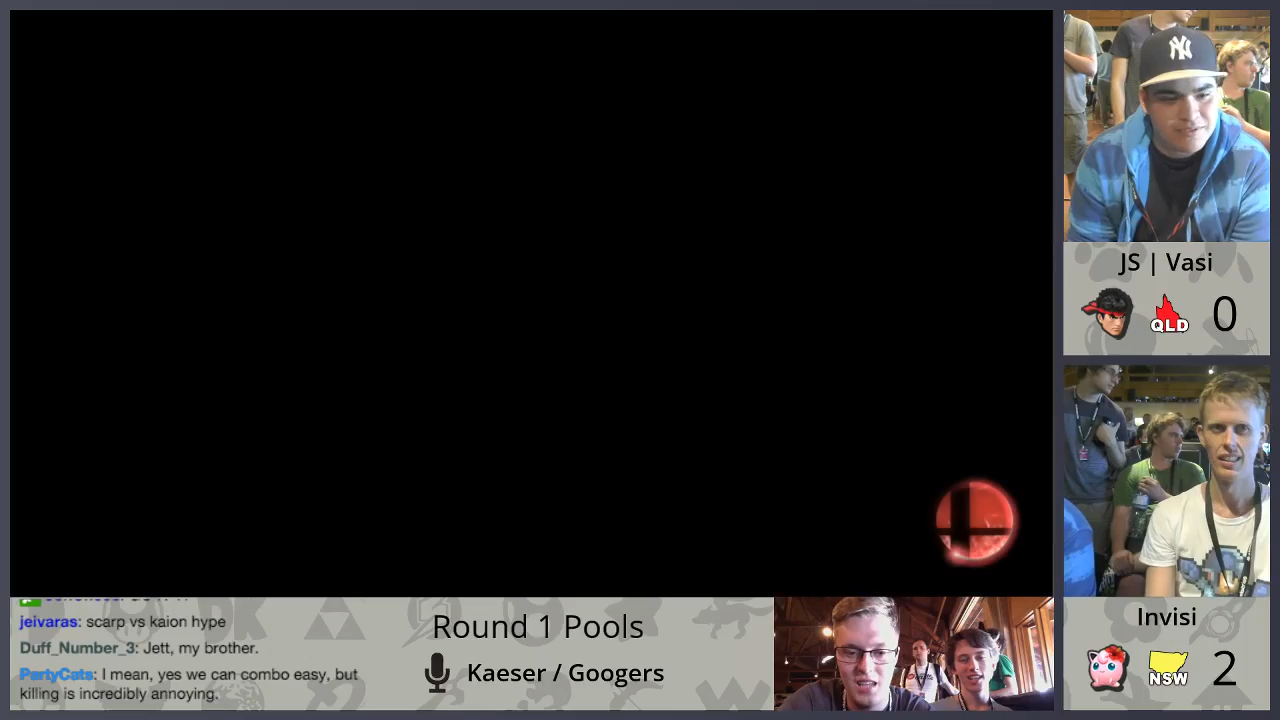 NY
JS | Vasi
QLD 0
jeivaras: scarp vs kaion hype
Duff_Number_3: Jett, my brother.
PartyCats: I mean, yes we can combo easy, but
killing is incredibly annoying.
Round 1 Pools
Kaeser / Googers
Invisi
NSW 2